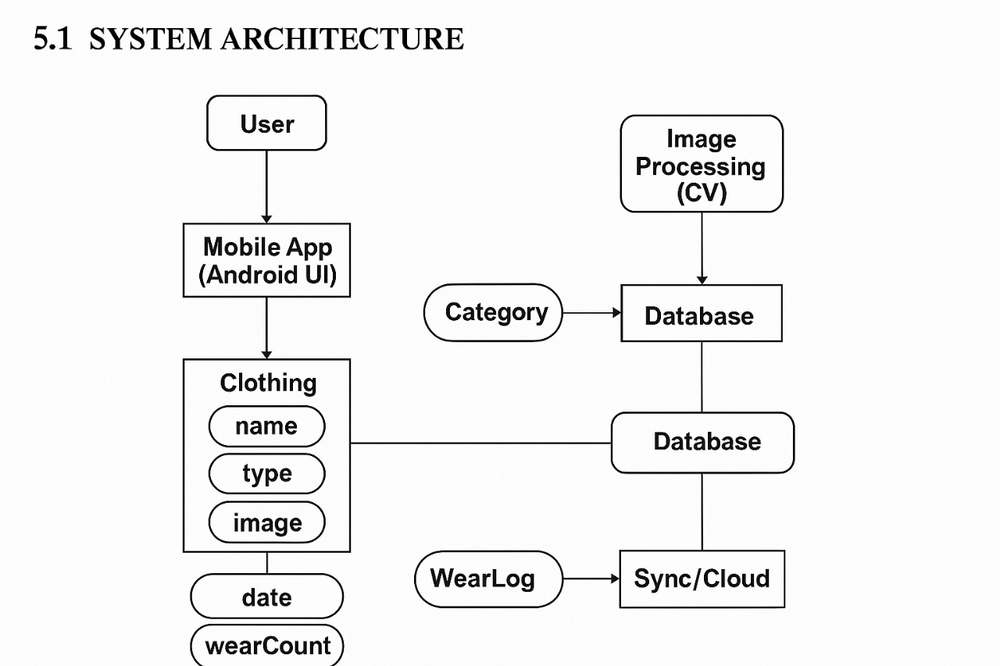 5.1 SYSTEM ARCHITECTURE
User
Mobile App
(Android UI)
Clothing
name
type
image
date
wearCount
Image
Processing
(CV)
Category
Database
Database
WearLog
Sync/Cloud